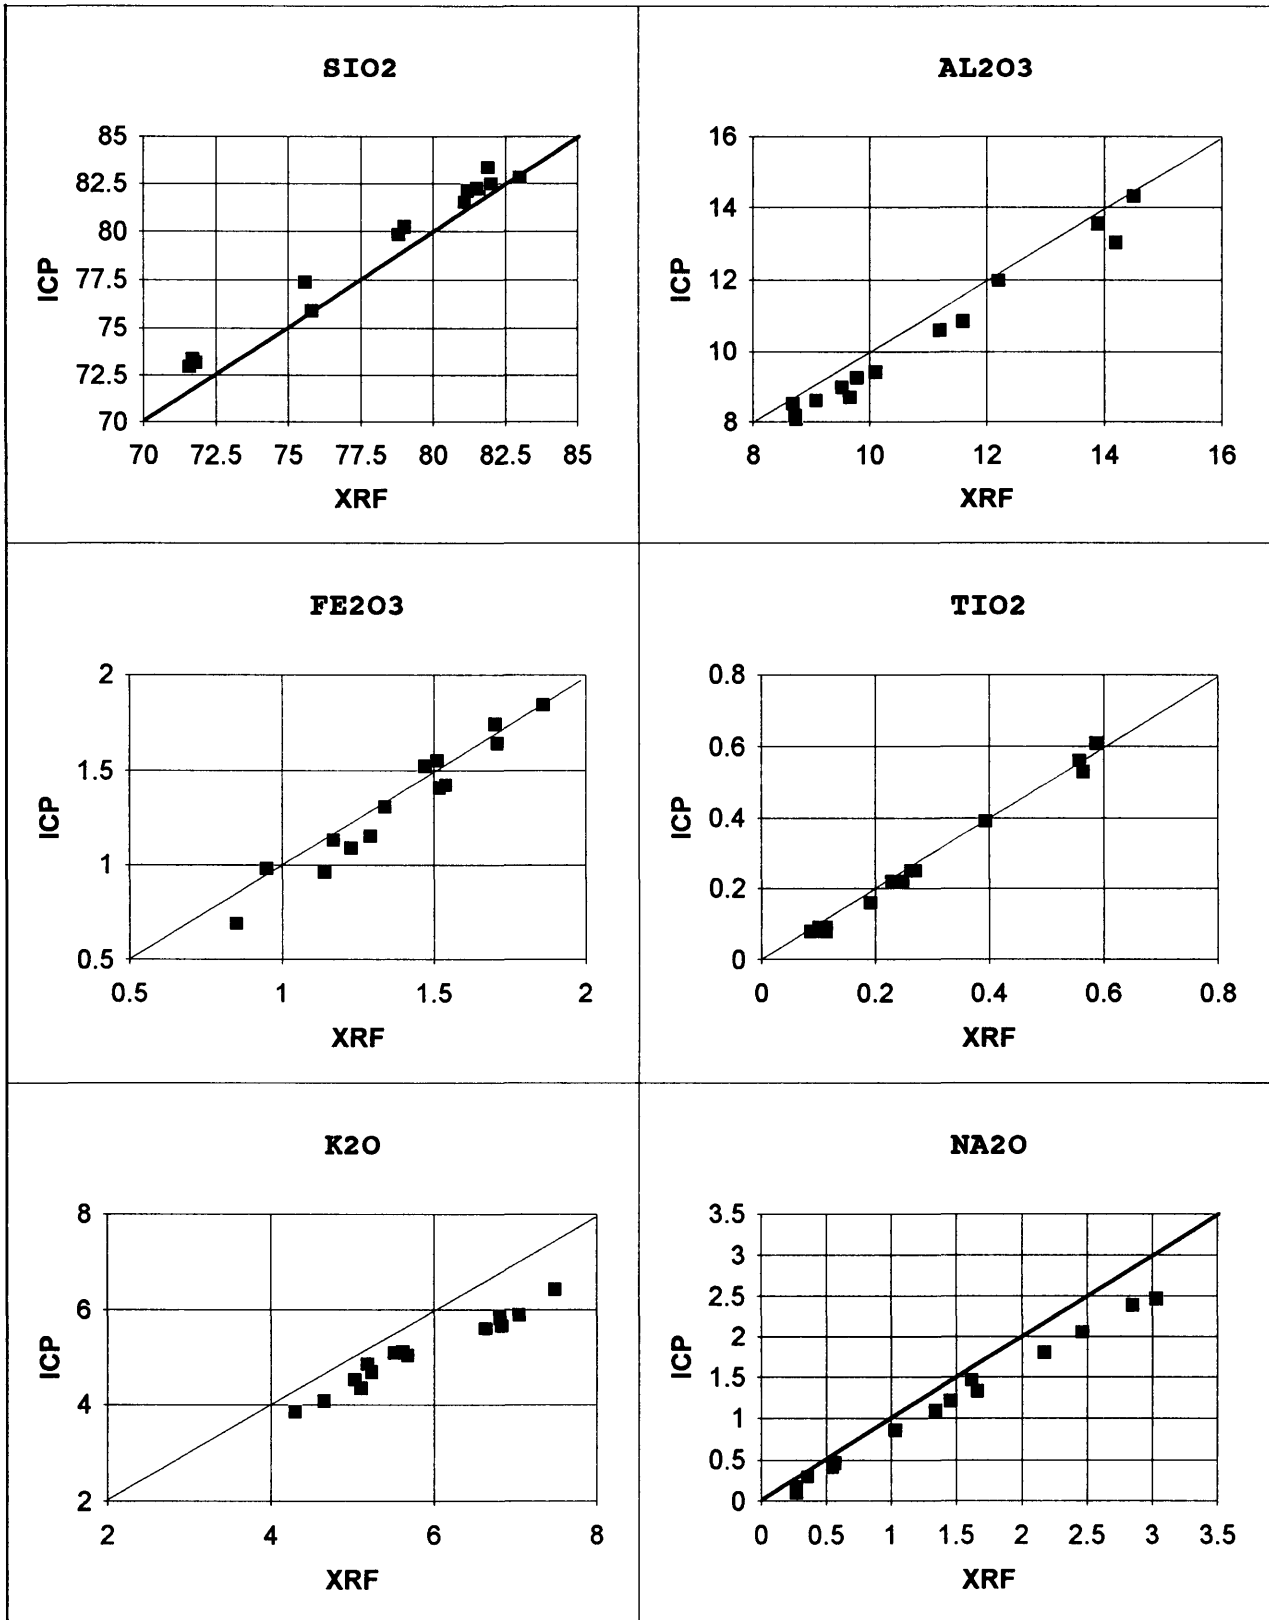 SIO2
85
82.5
80
77.5
75
72.5
70
ICP
70 72.5 75 77.5 80 82.5 85
XRF
AL2O3
16
14
12
10
8
ICP
8 10 12 14 16
XRF
FE2O3
2
1.5
1
0.5
ICP
0.5 1 1.5 2
XRF
TIO2
0.8
0.6
0.4
0.2
0
ICP
0 0.2 0.4 0.6 0.8
XRF
K2O
8
6
4
2
ICP
2 4 6 8
XRF
NA2O
3.5
3
2.5
2
1.5
1
0.5
0
ICP
0 0.5 1 1.5 2 2.5 3 3.5
XRF